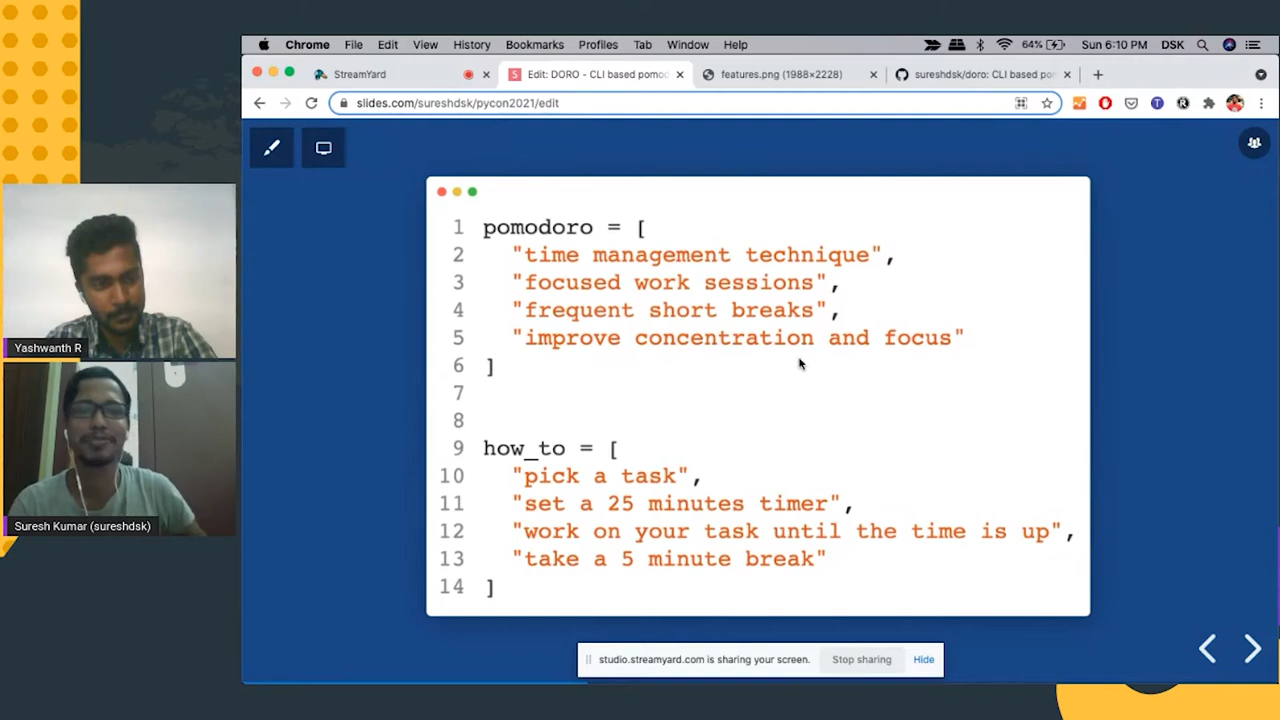 Chrome File Edit View History Bookmarks Profiles Tab Window Help 64% Sun 6:10 PM DSK
StreamYard
Edit: DORO - CLI based pomod
features.png (1988×2228)
sureshdsk/doro: CLI based po
slides.com/sureshdsk/pycon2021/edit
1 pomodoro = [
2 "time management technique",
3 "focused work sessions",
4 "frequent short breaks",
5 "improve concentration and focus"
6 ]
7
8
9 how_to = [
10 "pick a task",
11 "set a 25 minutes timer",
12 "work on your task until the time is up",
13 "take a 5 minute break"
14 ]
Yashwanth R
Suresh Kumar (sureshdsk)
studio.streamyard.com is sharing your screen. Stop sharing Hide